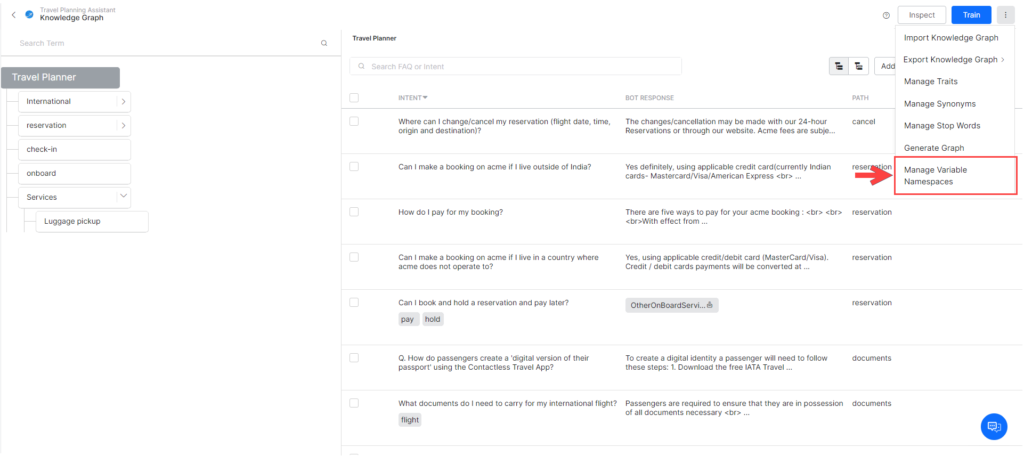 Travel Planning Assistant
Knowledge Graph
Inspect
Train
Search Term
Travel Planner
International
reservation
check-in
onboard
Services
Luggage pickup
Travel Planner
Search FAQ or Intent
Add
INTENT
BOT RESPONSE
PATH
Where can I change/cancel my reservation (flight date, time,
origin and destination)?
The changes/cancellation may be made with our 24-hour
Reservations or through our website. Acme fees are subje...
cancel
Can I make a booking on acme if I live outside of India?
Yes definitely, using applicable credit card(currently Indian
cards- Mastercard/Visa/American Express <br> ...
reservation
How do I pay for my booking?
There are five ways to pay for your acme booking : <br> <br>
<br>With effect from ...
reservation
Can I make a booking on acme if I live in a country where
acme does not operate to?
Yes, using applicable credit/debit card (MasterCard/Visa).
Credit / debit cards payments will be converted at ...
reservation
Can I book and hold a reservation and pay later?
pay
hold
OtherOnBoardServi...
reservation
Q. How do passengers create a 'digital version of their
passport' using the Contactless Travel App?
To create a digital identity a passenger will need to follow
these steps: 1. Download the free IATA Travel ...
documents
What documents do I need to carry for my international flight?
flight
Passengers are required to ensure that they are in possession
of all documents necessary <br> ...
documents
Import Knowledge Graph
Export Knowledge Graph
Manage Traits
Manage Synonyms
Manage Stop Words
Generate Graph
Manage Variable
Namespaces